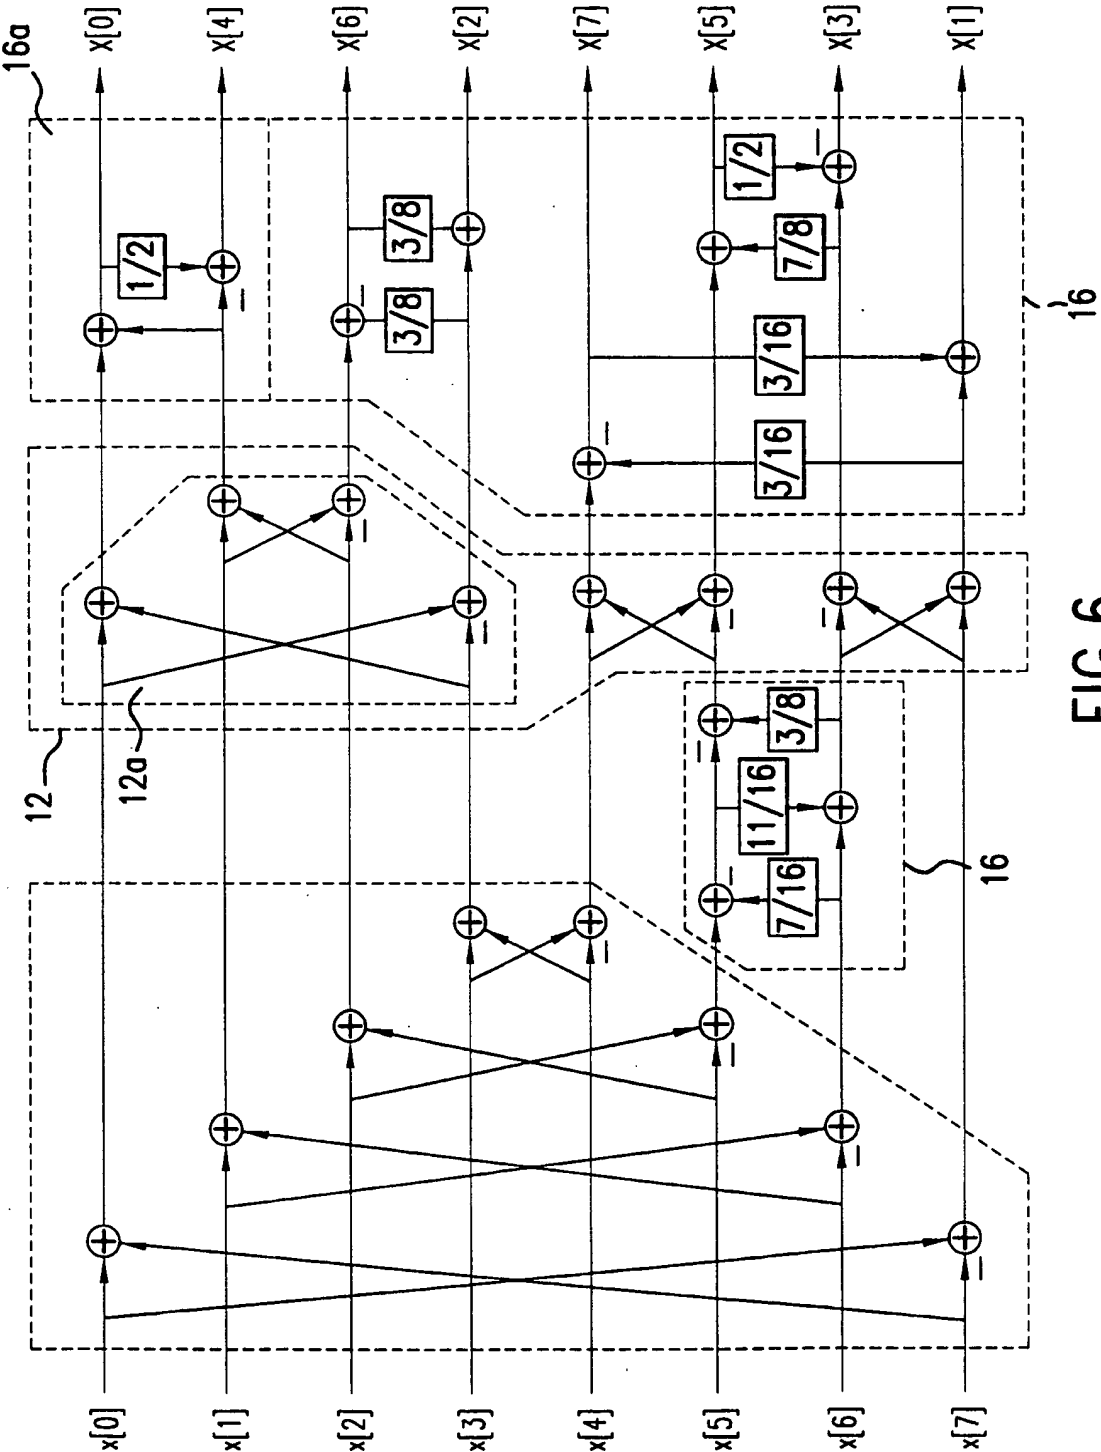 16a
12
x[0]
X[0]
12a
1/2
x[1]
X[4]
x[2]
X[6]
3/8
3/8
x[3]
X[2]
x[4]
X[7]
x[5]
X[5]
7/16
11/16
3/8
3/16
3/16
7/8
1/2
x[6]
X[3]
x[7]
X[1]
16
16
FIG. 6